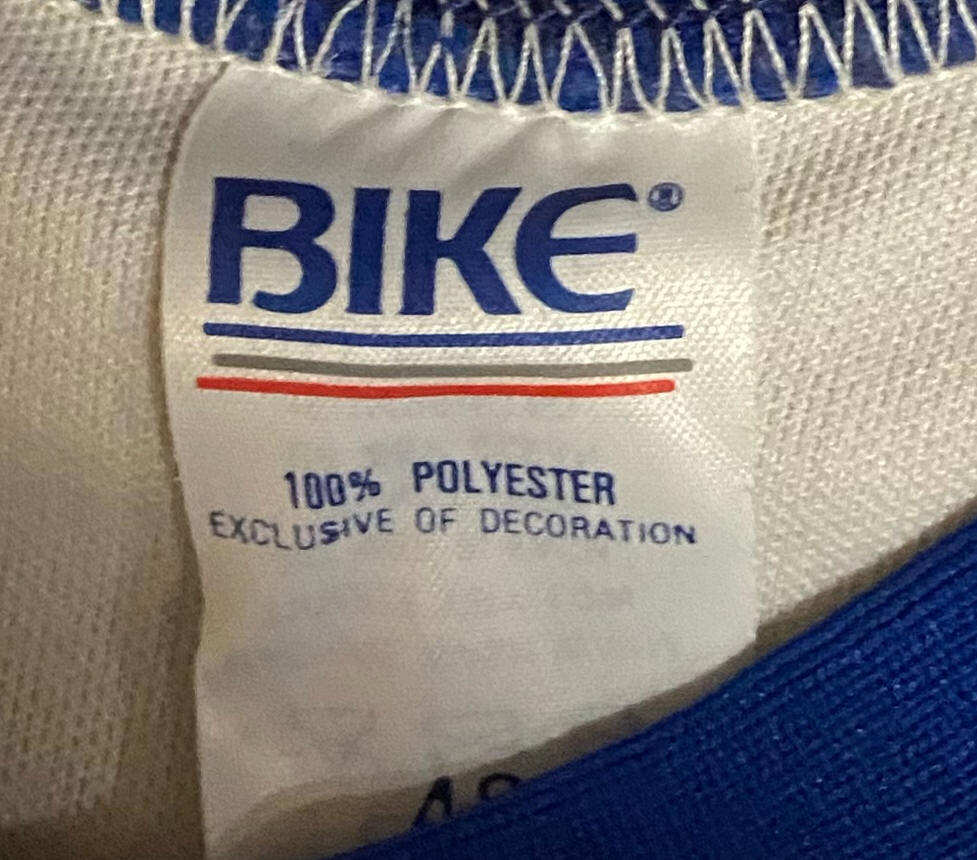 BIKE®
100% POLYESTER
EXCLUSIVE OF DECORATION